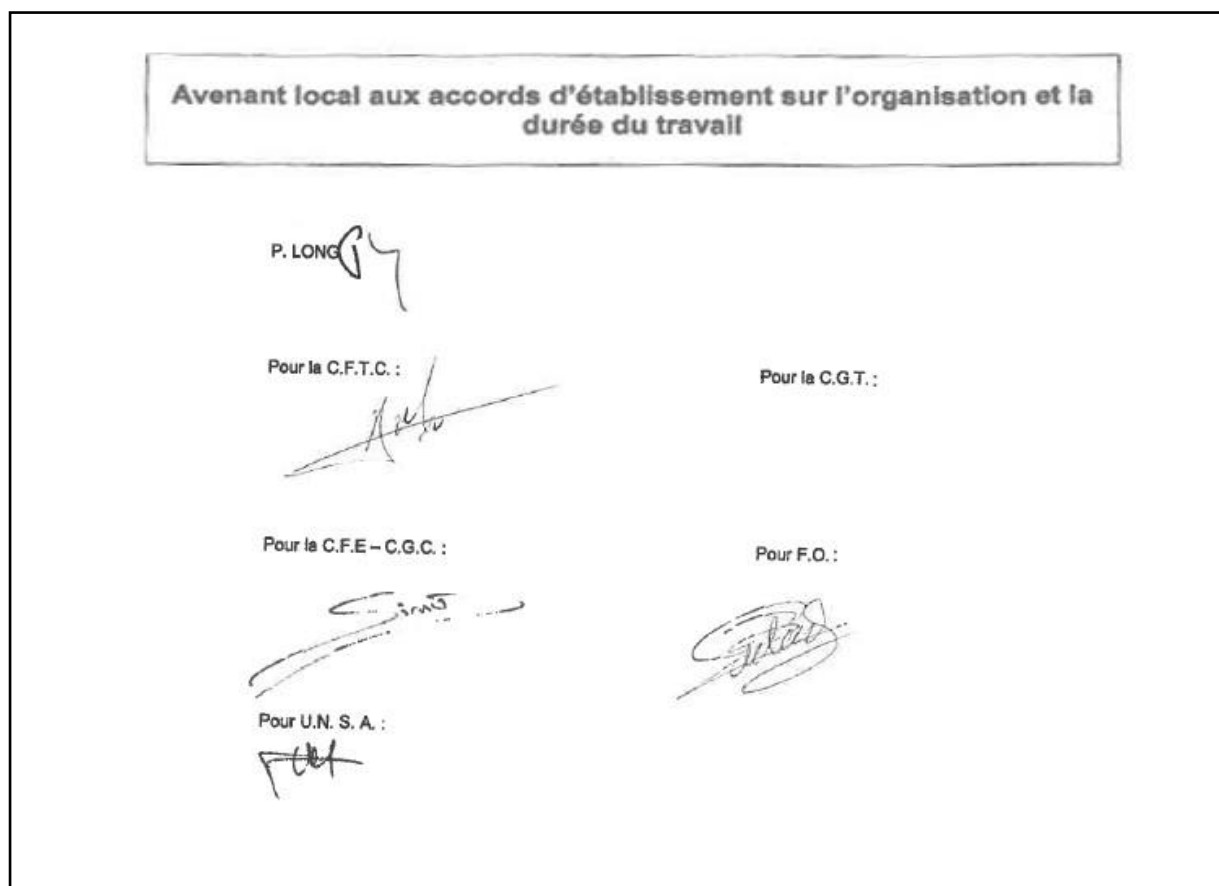 Avenant local aux accords d'établissement sur l'organisation et la
durée du travail
P. LONG
Pour la C.F.T.C. :
Pour la C.G.T. :
Pour la C.F.E – C.G.C. :
Pour F.O. :
Pour U.N. S. A. :